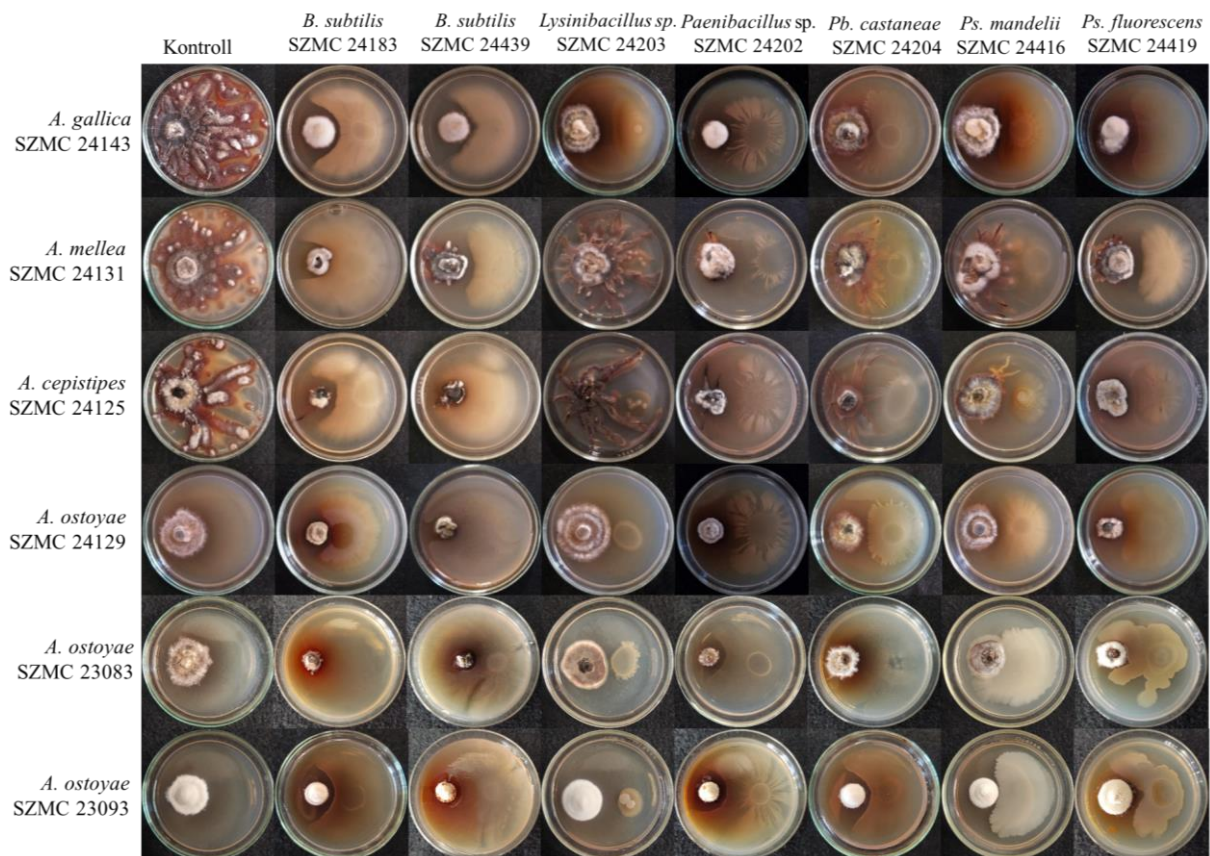 Kontroll
B. subtilis
SZMC 24183
B. subtilis
SZMC 24439
Lysinibacillus sp.
SZMC 24203
Paenibacillus sp.
SZMC 24202
Pb. castaneae
SZMC 24204
Ps. mandelii
SZMC 24416
Ps. fluorescens
SZMC 24419
A. gallica
SZMC 24143
A. mellea
SZMC 24131
A. cepistipes
SZMC 24125
A. ostoyae
SZMC 24129
A. ostoyae
SZMC 23083
A. ostoyae
SZMC 23093